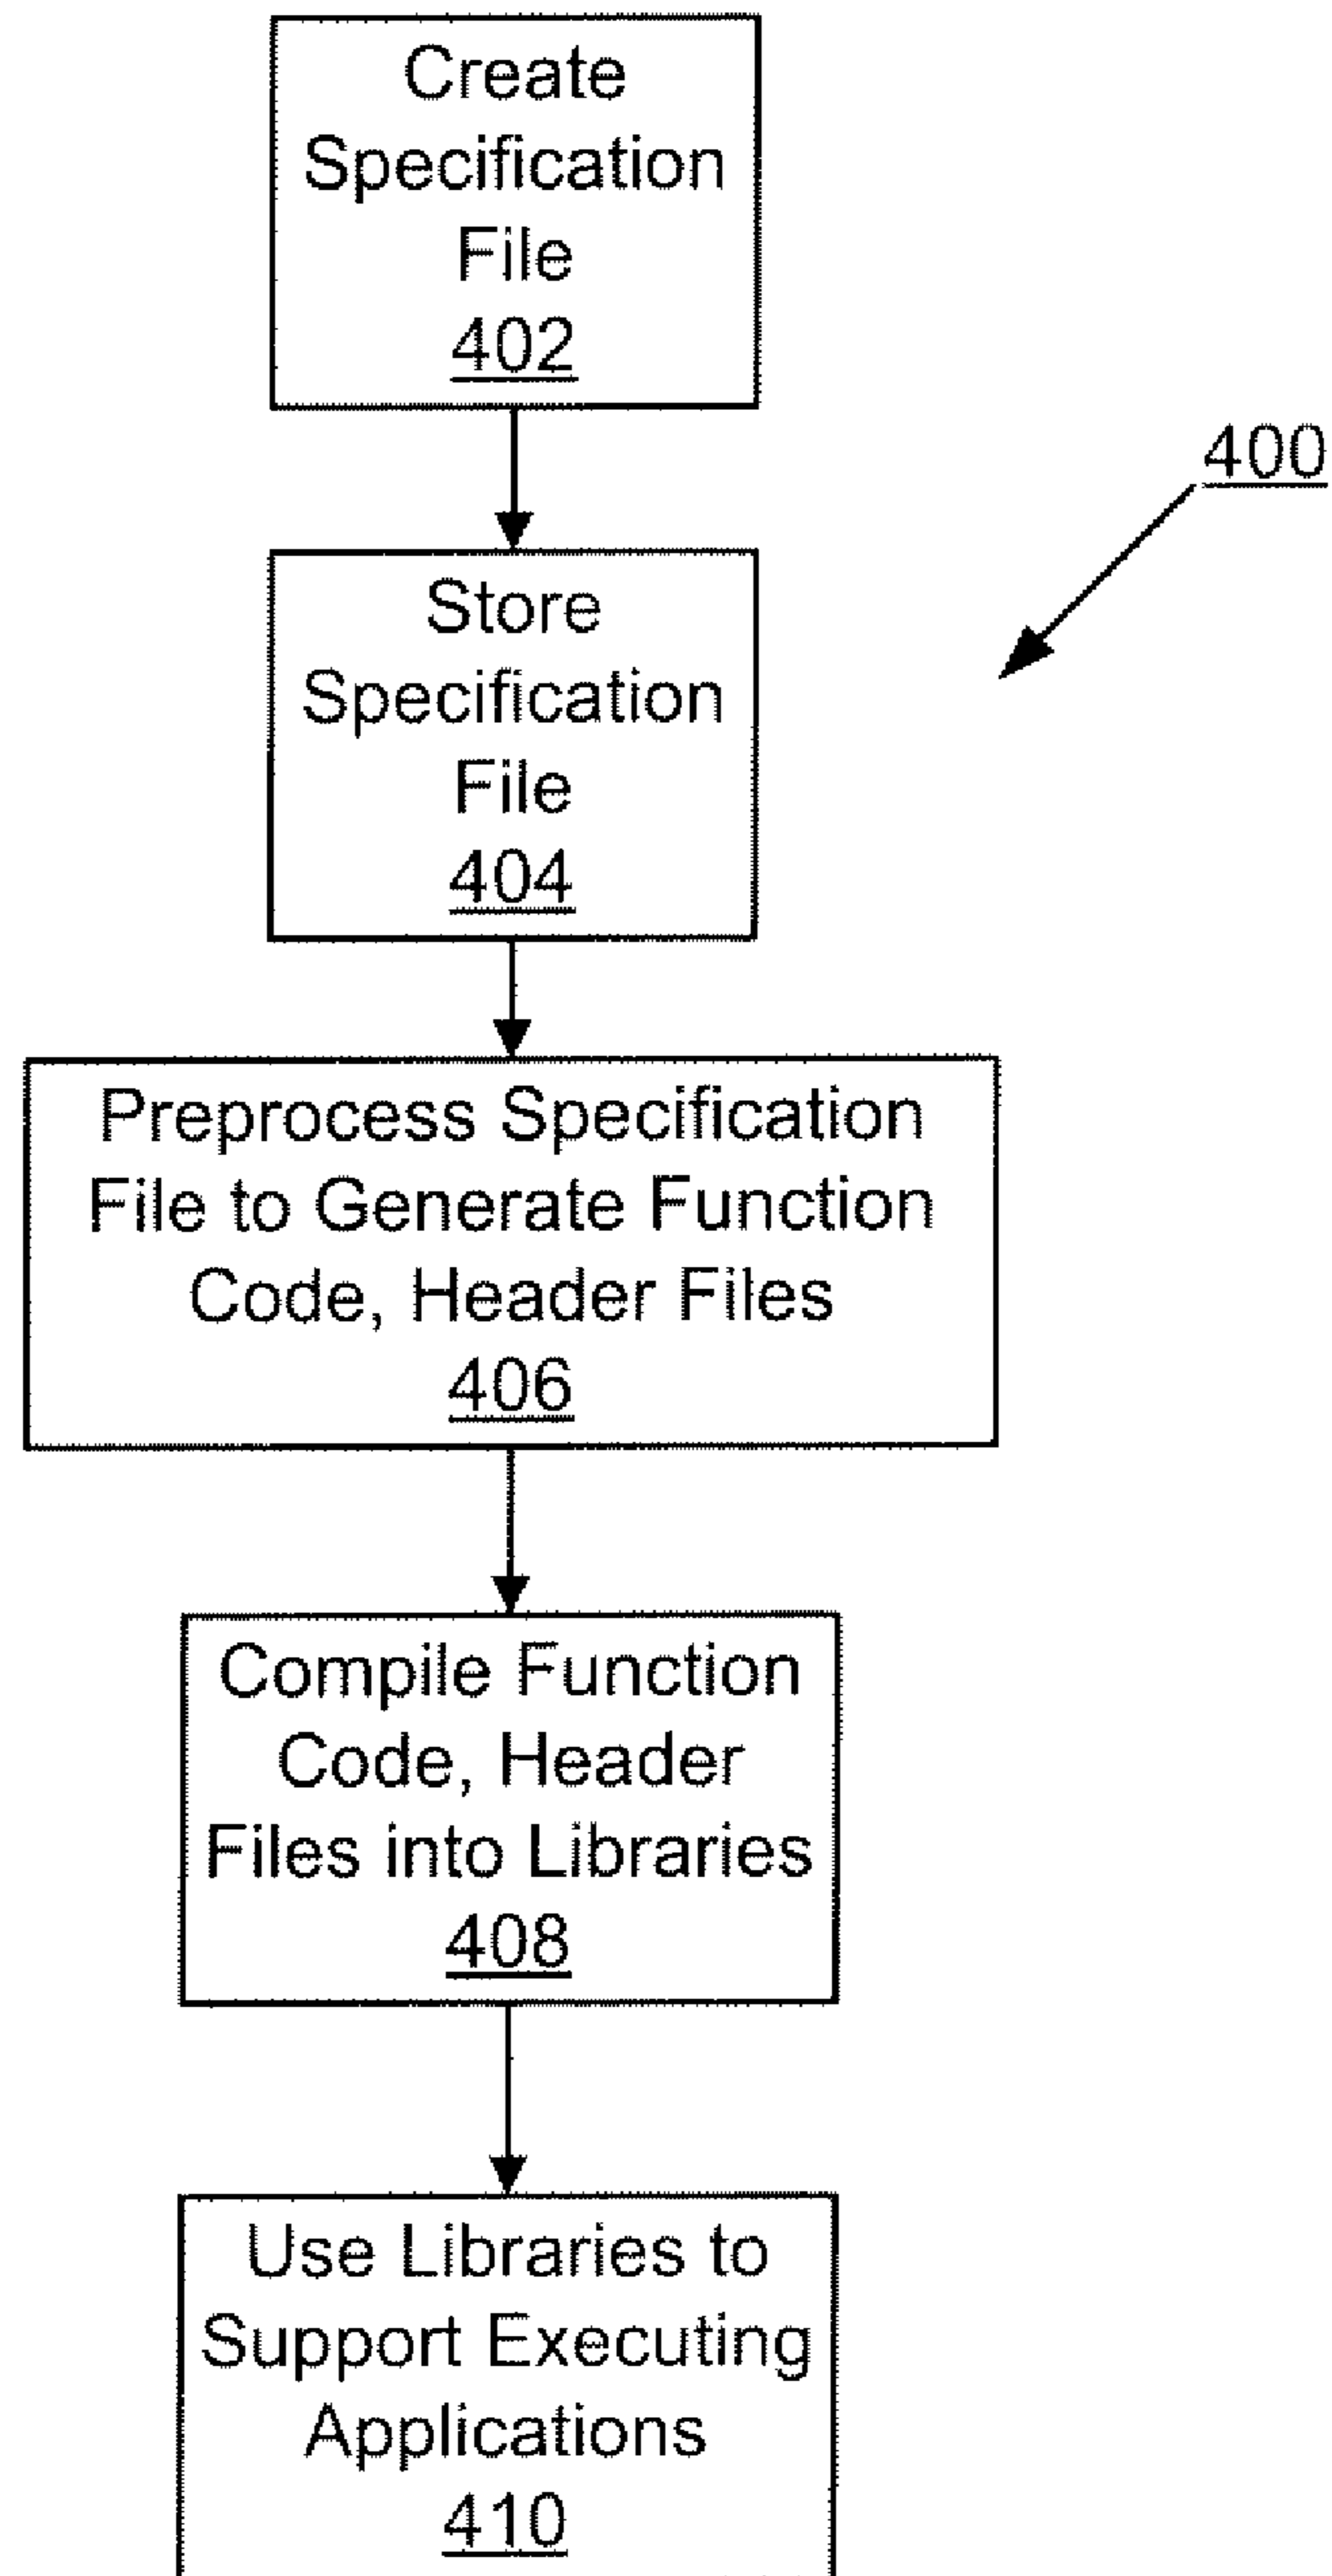 Create
Specification
File
402
400
Store
Specification
File
404
Preprocess Specification
File to Generate Function
Code, Header Files
406
Compile Function
Code, Header
Files into Libraries
408
Use Libraries to
Support Executing
Applications
410